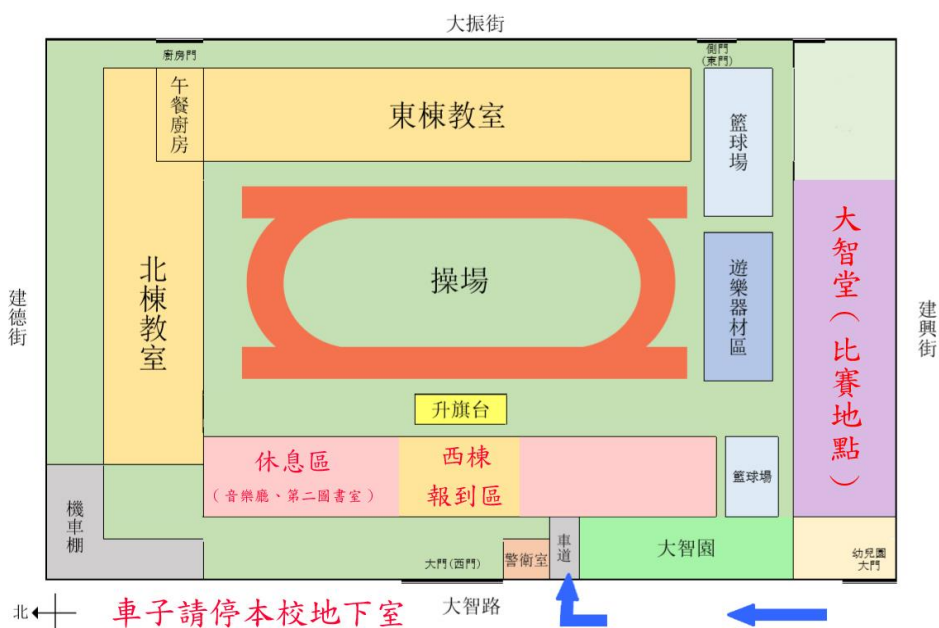 大振街
廚房門
側門
(東門)
午餐廚房
東棟教室
籃球場
大智堂（比賽地點）
北棟教室
操場
遊樂器材區
建德街
建興街
升旗台
休息區
（音樂廳、第二圖書室）
西棟
報到區
籃球場
機車棚
大門(西門)
警衛室
車道
大智園
幼兒園
大門
北
車子請停本校地下室
大智路